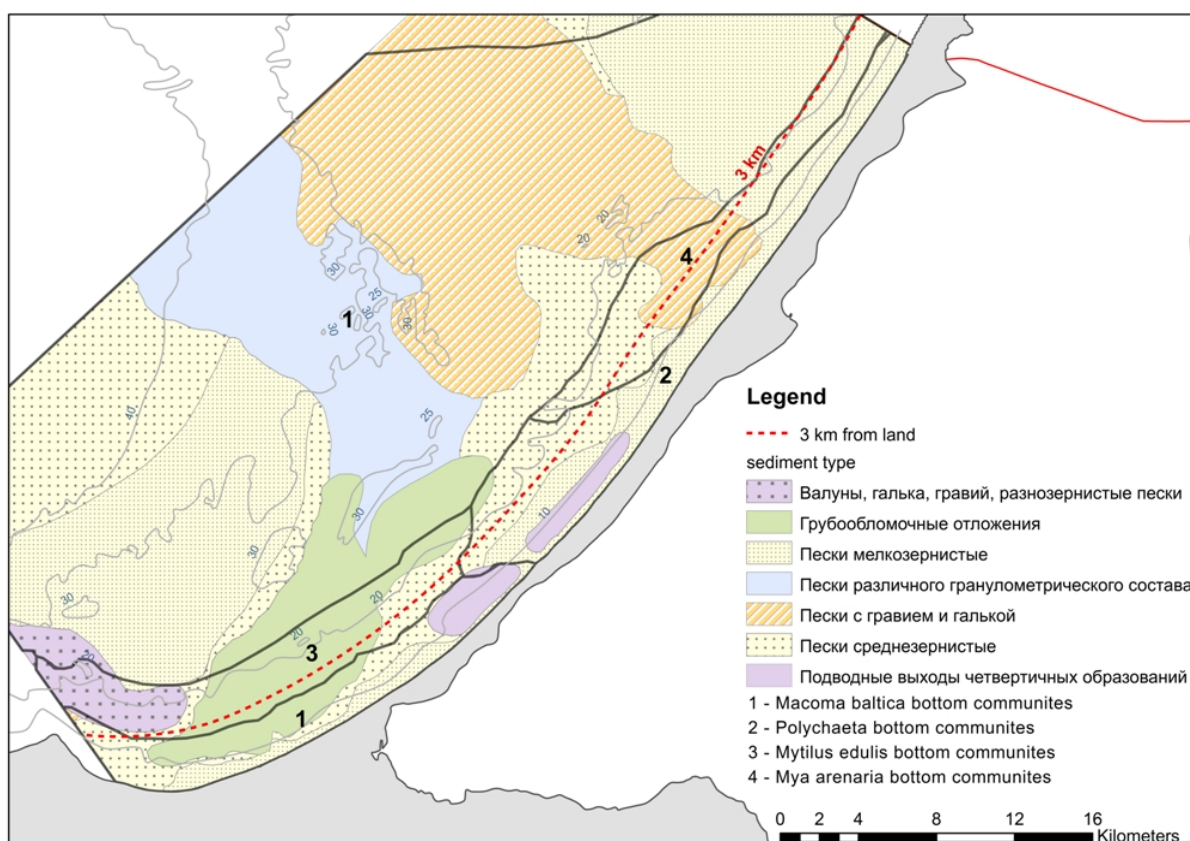 3 km
20
20
4
30
25
30
30
1
30
40
2
25
30
10
30
20
30
20
3
25
1
Legend
3 km from land
sediment type
Валуны, галька, гравий, разнозернистые пески
Грубообломочные отложения
Пески мелкозернистые
Пески различного гранулометрического состава
Пески с гравием и галькой
Пески среднезернистые
Подводные выходы четвертичных образований
1 - Macoma baltica bottom communites
2 - Polychaeta bottom communites
3 - Mytilus edulis bottom communites
4 - Mya arenaria bottom communites
0 2 4 8 12 16
Kilometers